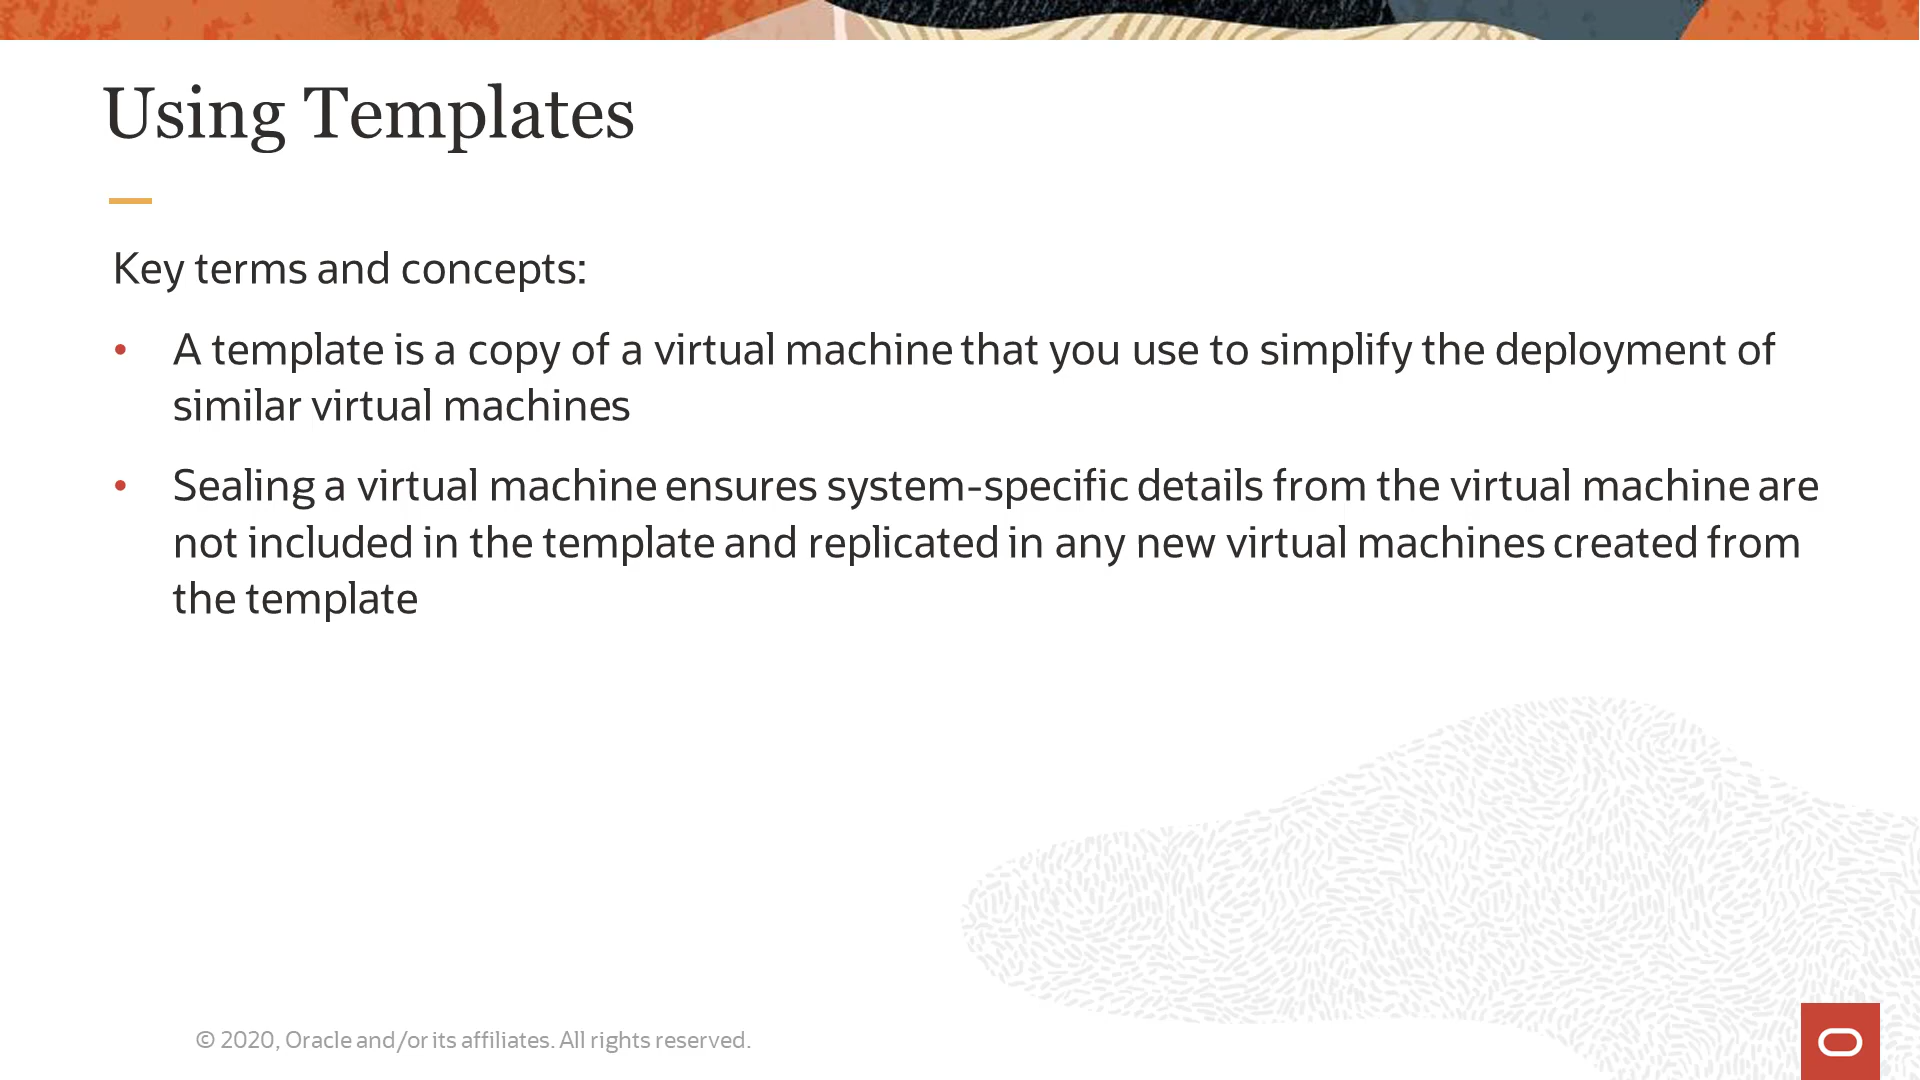 Using Templates
Key terms and concepts:
• A template is a copy of a virtual machine that you use to simplify the deployment of
similar virtual machines
• Sealing a virtual machine ensures system-specific details from the virtual machine are
not included in the template and replicated in any new virtual machines created from
the template
© 2020, Oracle and/or its affiliates. All rights reserved.